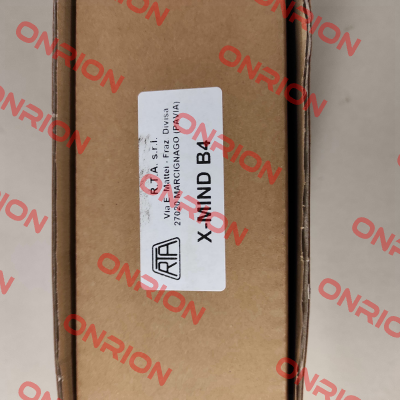 R.T.A. s.r.l.
Via E. Mattei - Fraz. Divisa
27020 MARCIGNAGO (PAVIA)
RTA
X-MIND B4
ONRION
ONRION
ONRION
ONRION
ONRION
ONRION
ONRION
ONRION
ONRION
ONRION